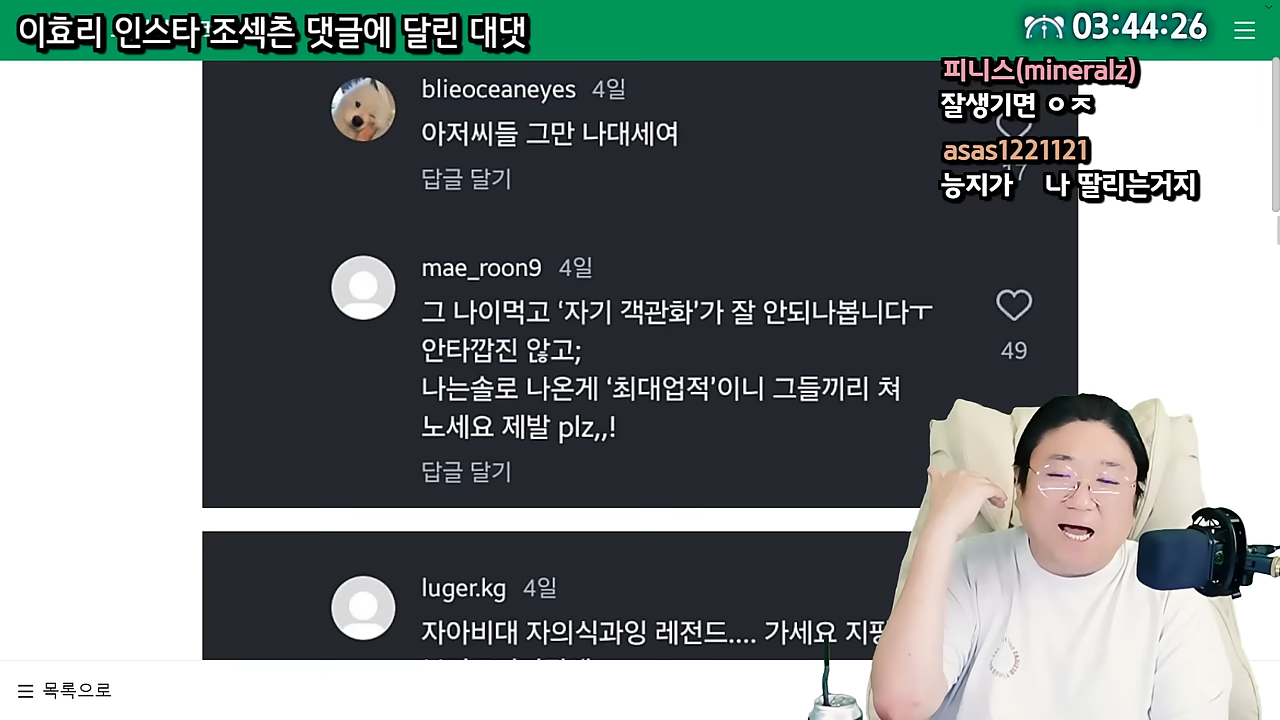 이효리 인스타 조섹츤 댓글에 달린 대댓
03:44:26
피니스(mineralz)
잘생기면 ㅇㅈ
asas1221121
능지가 나 딸리는거지
blieoceaneyes 4일
아저씨들 그만 나대세여
17
답글 달기
mae_roon9 4일
그 나이먹고 ‘자기 객관화’가 잘 안되나봅니다ㅜ
안타깝진 않고;
나는솔로 나온게 ‘최대업적’이니 그들끼리 쳐
노세요 제발 plz,,!
49
답글 달기
luger.kg 4일
자아비대 자의식과잉 레전드.... 가세요
목록으로